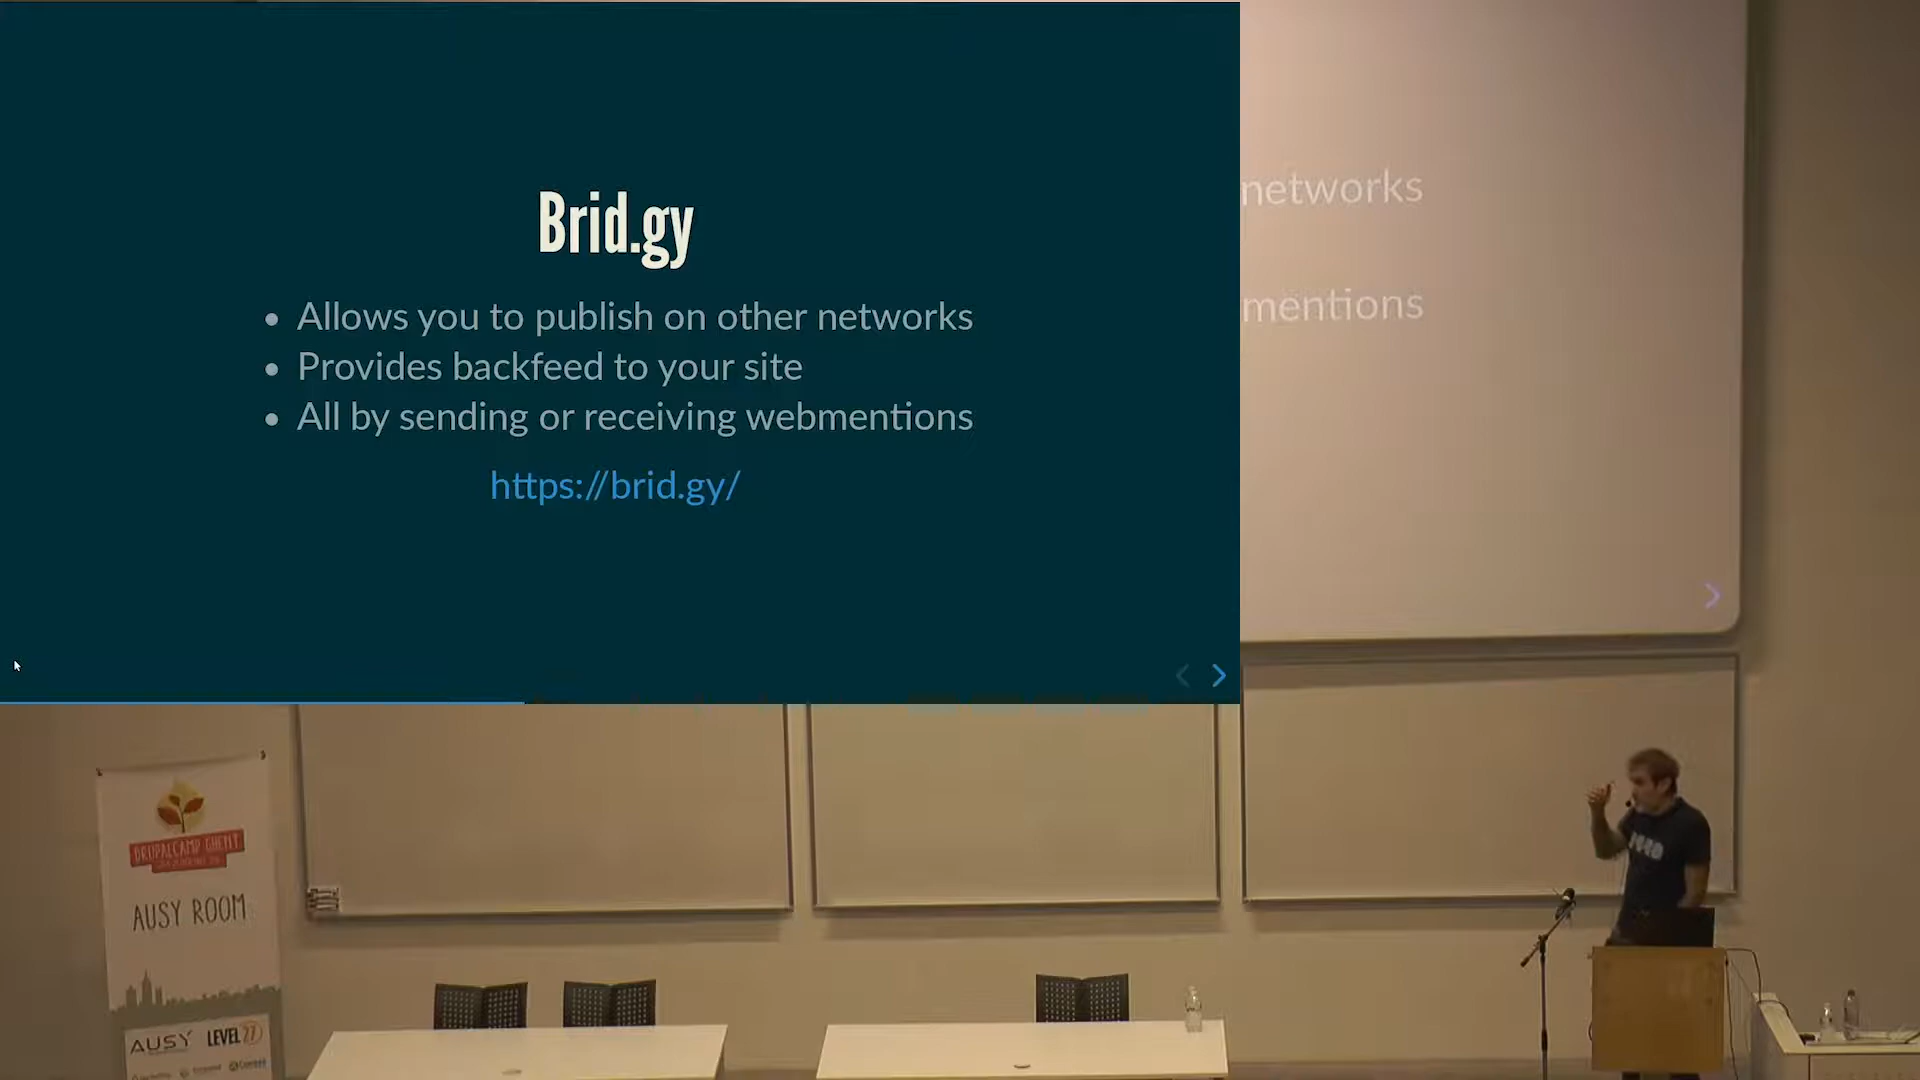 Brid.gy
• Allows you to publish on other networks
• Provides backfeed to your site
• All by sending or receiving webmentions
https://brid.gy/
networks
mentions
DRUPALCAMP GHENT
AUSY ROOM
AUSY LEVEL27